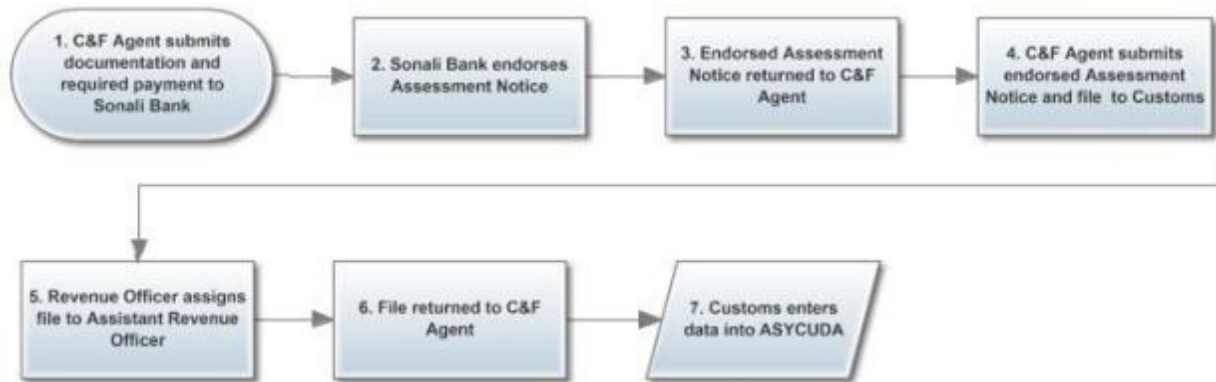 1. C&F Agent submits
documentation and
required payment to
Sonali Bank
2. Sonali Bank endorses
Assessment Notice
3. Endorsed Assessment
Notice returned to C&F
Agent
4. C&F Agent submits
endorsed Assessment
Notice and file to Customs
5. Revenue Officer assigns
file to Assistant Revenue
Officer
6. File returned to C&F
Agent
7. Customs enters
data into ASYCUDA